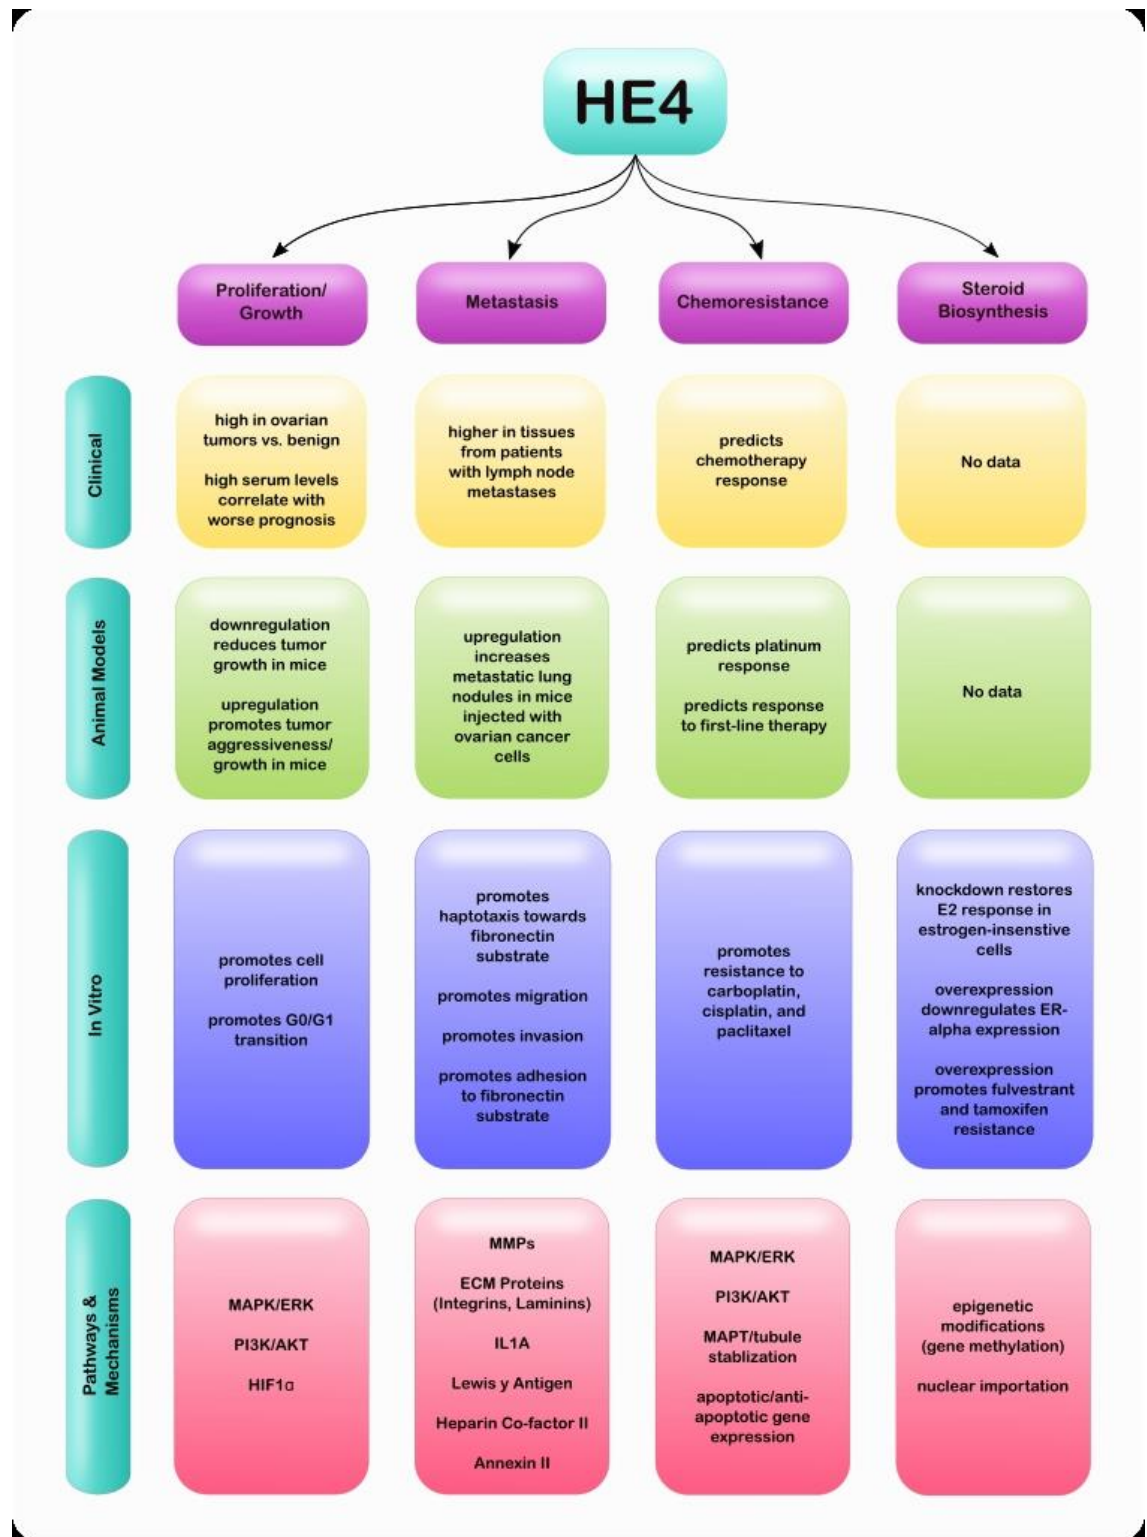 HE4
Proliferation/
Growth
Metastasis
Chemoresistance
Steroid
Biosynthesis
Clinical
high in ovarian
tumors vs. benign
high serum levels
correlate with
worse prognosis
higher in tissues
from patients
with lymph node
metastases
predicts
chemotherapy
response
No data
Animal Models
downregulation
reduces tumor
growth in mice
upregulation
promotes tumor
aggressiveness/
growth in mice
upregulation
increases
metastatic lung
nodules in mice
injected with
ovarian cancer
cells
predicts platinum
response
predicts response
to first-line therapy
No data
In Vitro
promotes cell
proliferation
promotes G0/G1
transition
promotes
haptotaxis towards
fibronectin
substrate
promotes migration
promotes invasion
promotes adhesion
to fibronectin
substrate
promotes
resistance to
carboplatin,
cisplatin, and
paclitaxel
knockdown restores
E2 response in
estrogen-insenstive
cells
overexpression
downregulates ER-
alpha expression
overexpression
promotes fulvestrant
and tamoxifen
resistance
Pathways &
Mechanisms
MAPK/ERK
PI3K/AKT
HIF1α
MMPs
ECM Proteins
(Integrins, Laminins)
IL1A
Lewis y Antigen
Heparin Co-factor II
Annexin II
MAPK/ERK
PI3K/AKT
MAPT/tubule
stablization
apoptotic/anti-
apoptotic gene
expression
epigenetic
modifications
(gene methylation)
nuclear importation